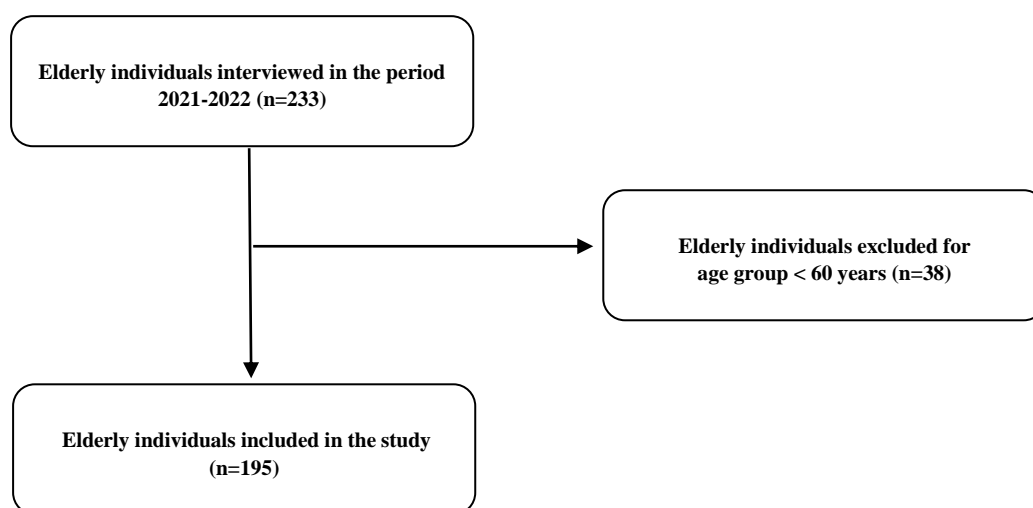 Elderly individuals interviewed in the period
2021-2022 (n=233)
Elderly individuals excluded for
age group < 60 years (n=38)
Elderly individuals included in the study
(n=195)